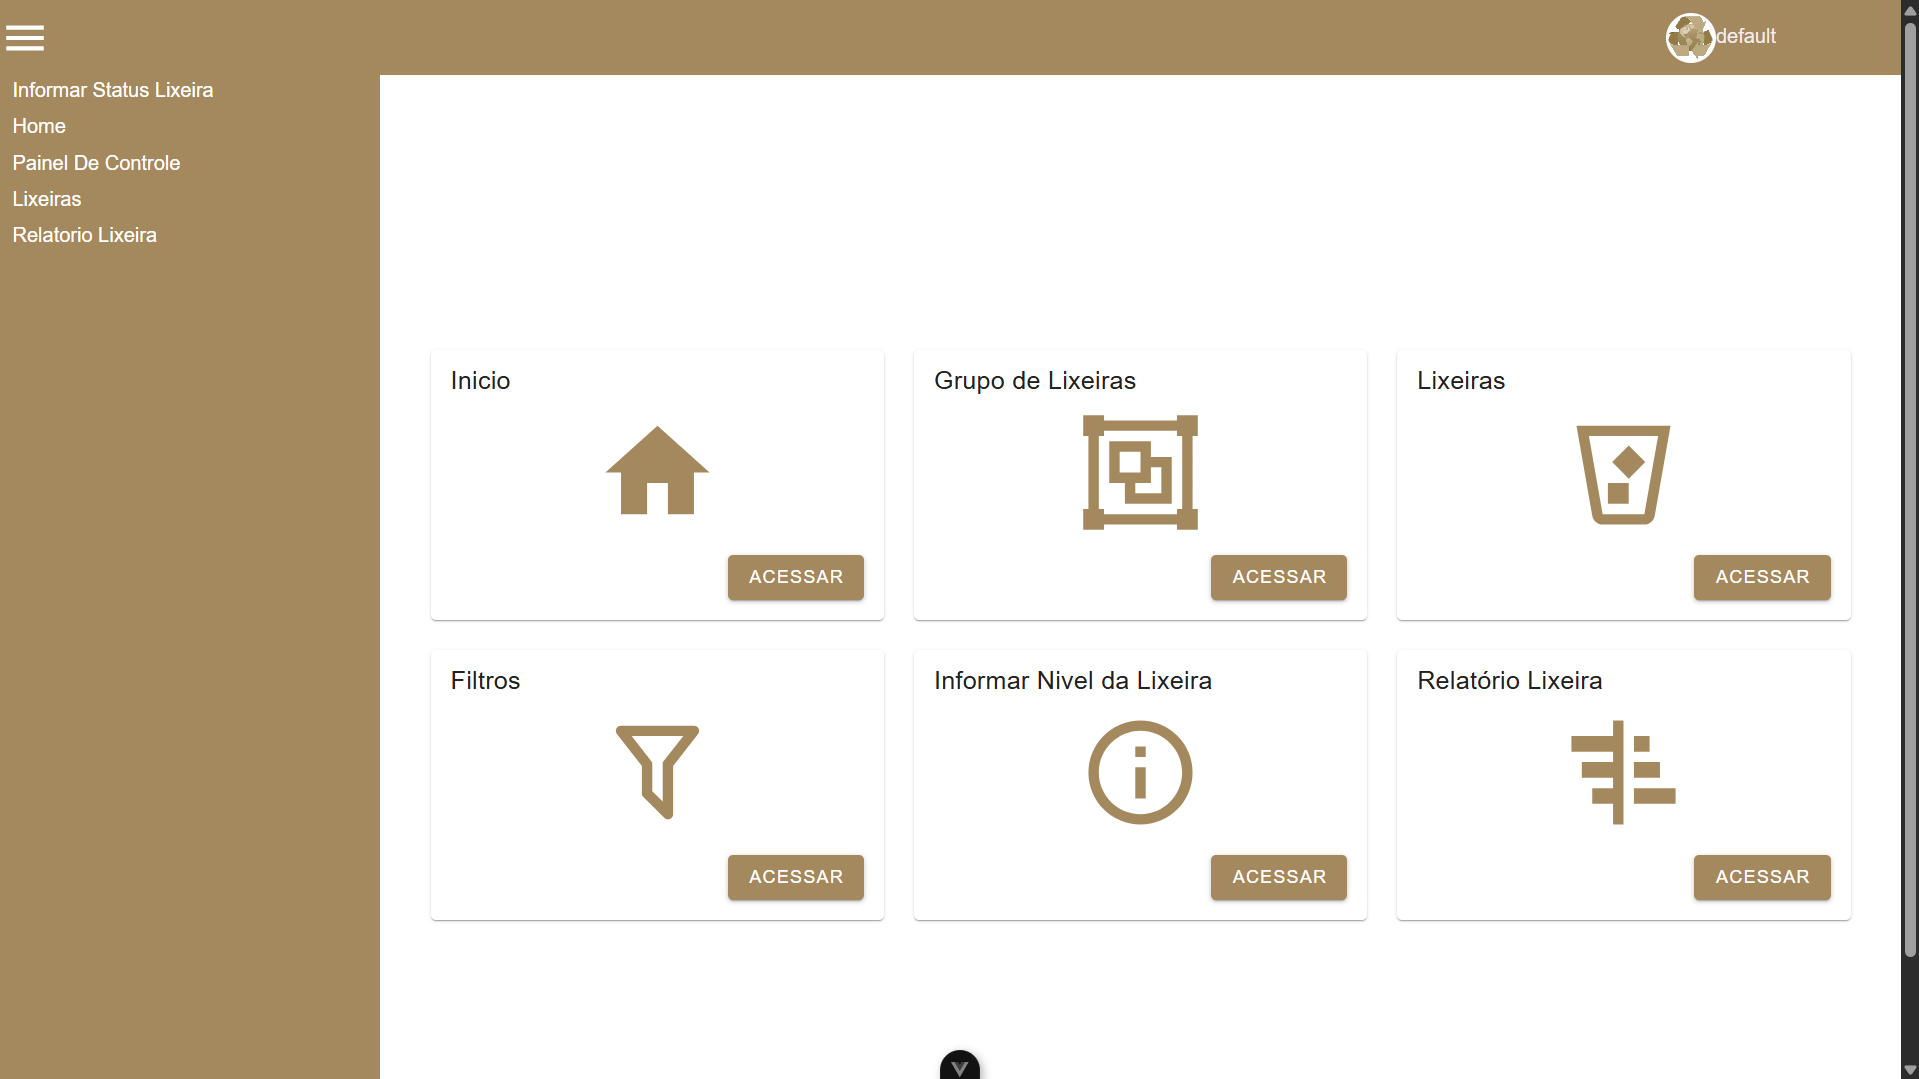 default
Informar Status Lixeira
Home
Painel De Controle
Lixeiras
Relatorio Lixeira
Inicio
Grupo de Lixeiras
Lixeiras
ACESSAR
ACESSAR
ACESSAR
Filtros
Informar Nivel da Lixeira
Relatório Lixeira
ACESSAR
ACESSAR
ACESSAR